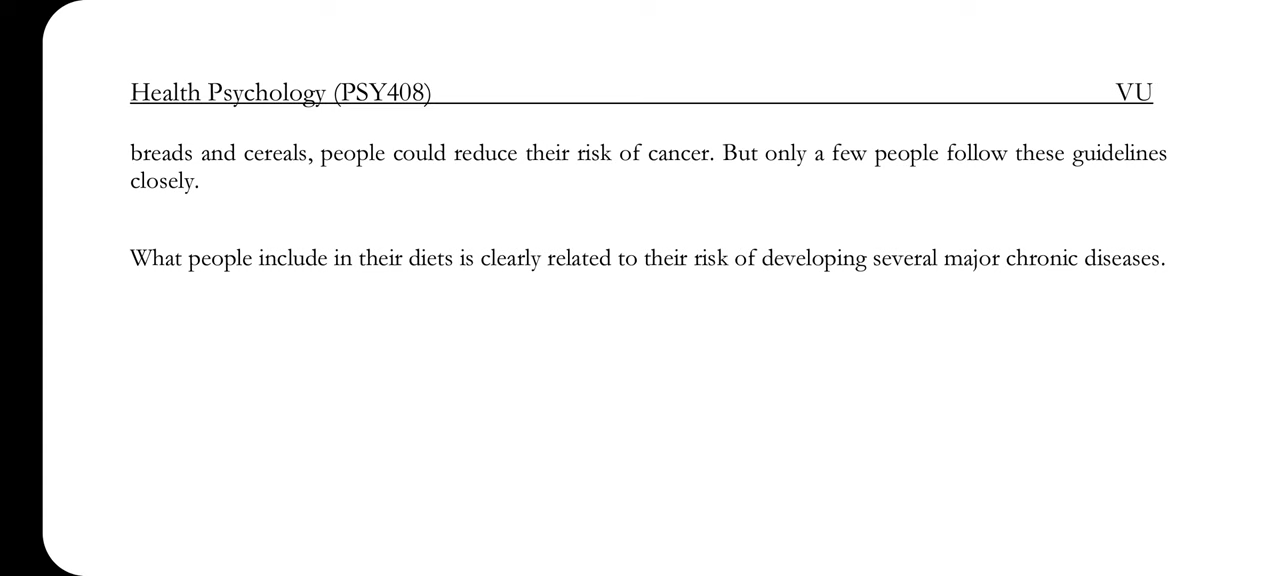 Health Psychology (PSY408) VU
breads and cereals, people could reduce their risk of cancer. But only a few people follow these guidelines
closely.
What people include in their diets is clearly related to their risk of developing several major chronic diseases.